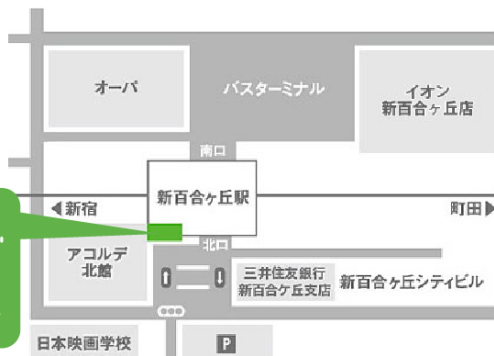 オーパ
バスターミナル
イオン
新百合ヶ丘店
南口
新百合ヶ丘駅
◀新宿
町田▶
アコルデ
北館
北口
三井住友銀行
新百合ケ丘支店
新百合ヶ丘シティビル
日本映画学校
P